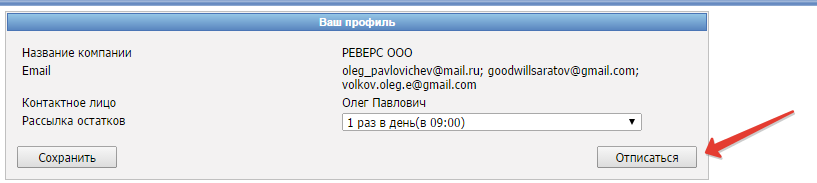 Ваш профиль
Название компании РЕВЕРС ООО
Email oleg_pavlovichev@mail.ru; goodwillsaratov@gmail.com;
volkov.oleg.e@gmail.com
Контактное лицо Олег Павлович
Рассылка остатков 1 раз в день(в 09:00)
Сохранить Отписаться